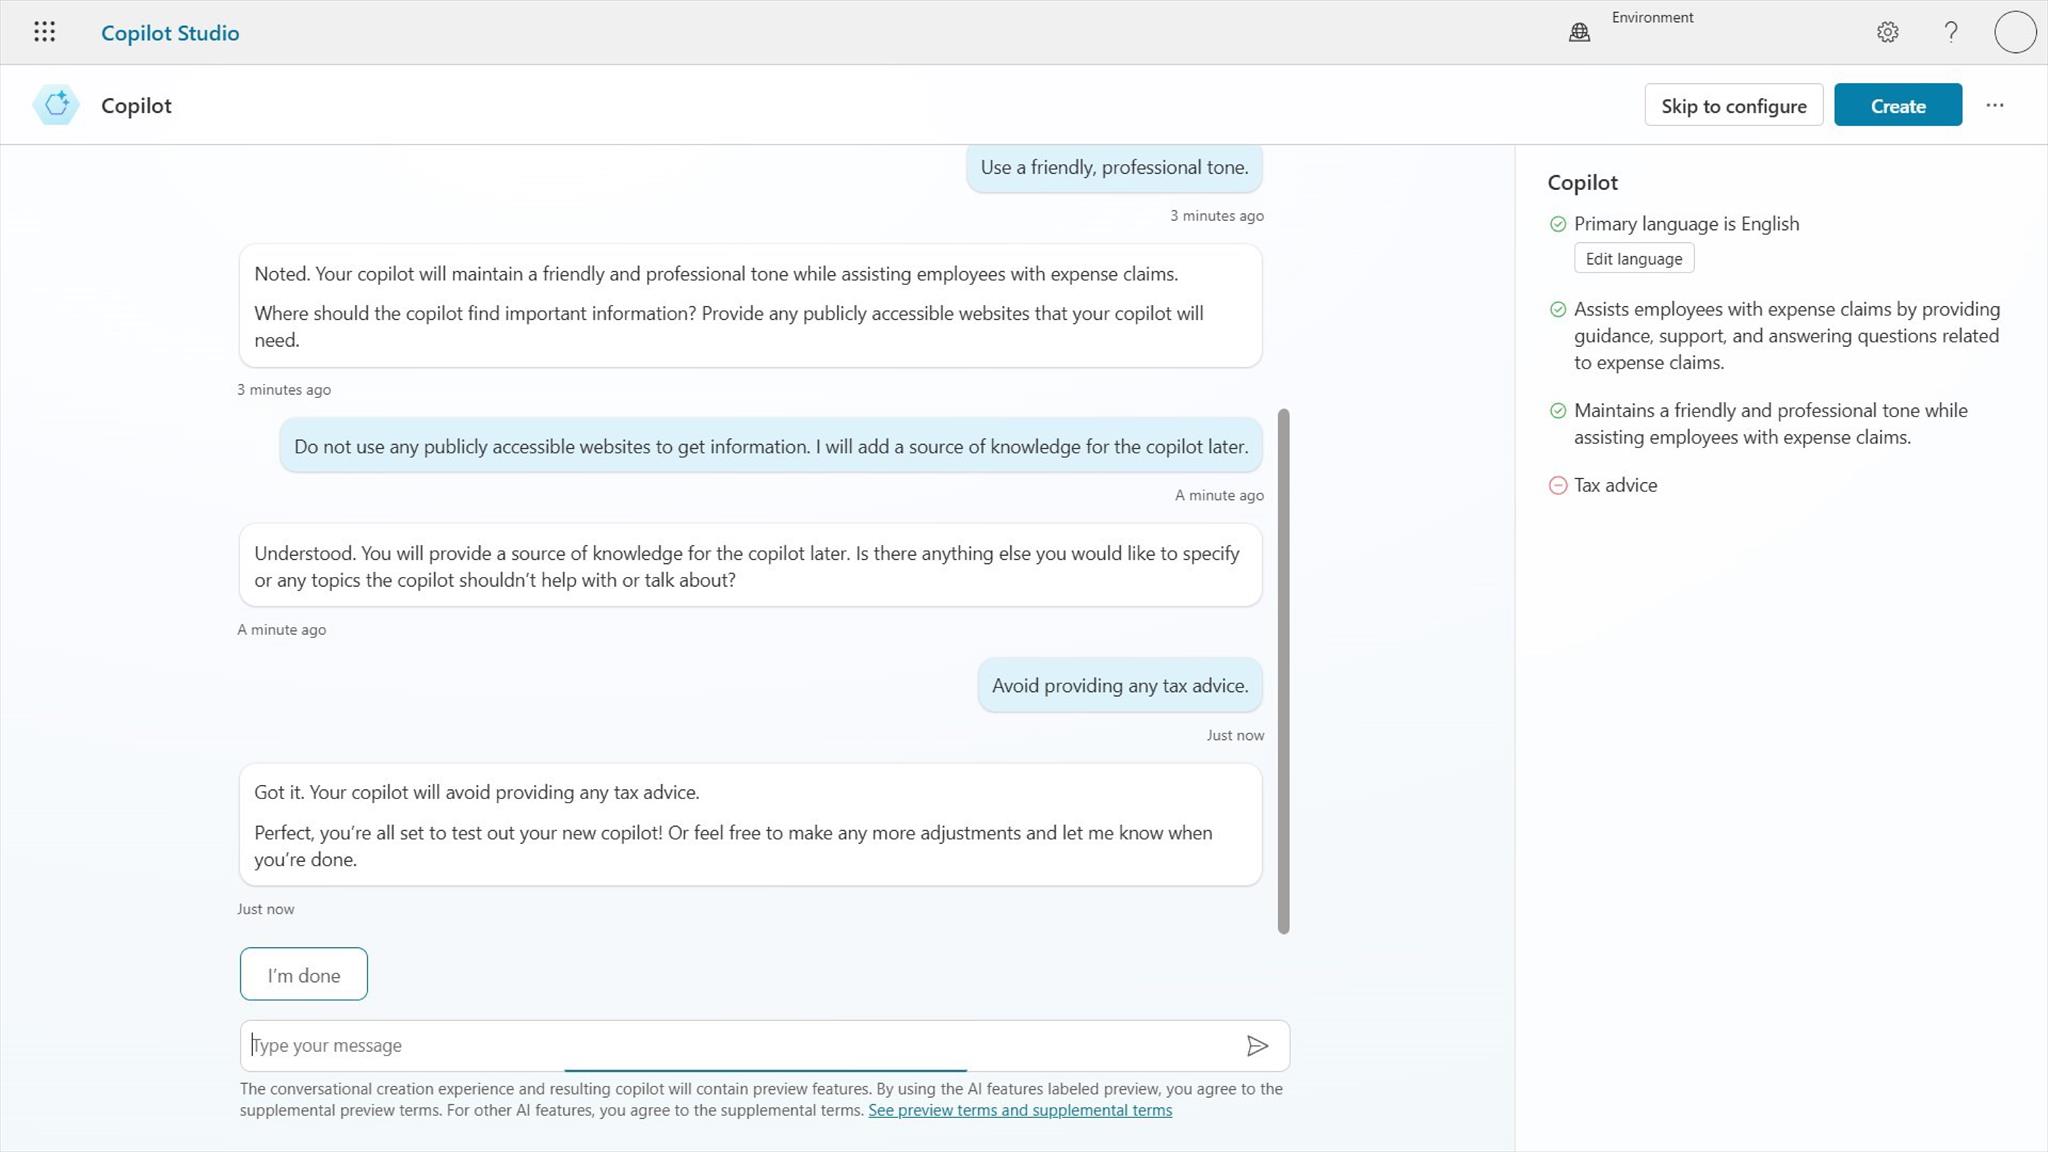 Copilot Studio
Environment
?
Copilot
Skip to configure
Create
Use a friendly, professional tone.
3 minutes ago
Noted. Your copilot will maintain a friendly and professional tone while assisting employees with expense claims.
Where should the copilot find important information? Provide any publicly accessible websites that your copilot will
need.
3 minutes ago
Do not use any publicly accessible websites to get information. I will add a source of knowledge for the copilot later.
A minute ago
Understood. You will provide a source of knowledge for the copilot later. Is there anything else you would like to specify
or any topics the copilot shouldn’t help with or talk about?
A minute ago
Avoid providing any tax advice.
Just now
Got it. Your copilot will avoid providing any tax advice.
Perfect, you’re all set to test out your new copilot! Or feel free to make any more adjustments and let me know when
you’re done.
Just now
I’m done
Type your message
The conversational creation experience and resulting copilot will contain preview features. By using the AI features labeled preview, you agree to the
supplemental preview terms. For other AI features, you agree to the supplemental terms. See preview terms and supplemental terms
Copilot
Primary language is English
Edit language
Assists employees with expense claims by providing
guidance, support, and answering questions related
to expense claims.
Maintains a friendly and professional tone while
assisting employees with expense claims.
Tax advice